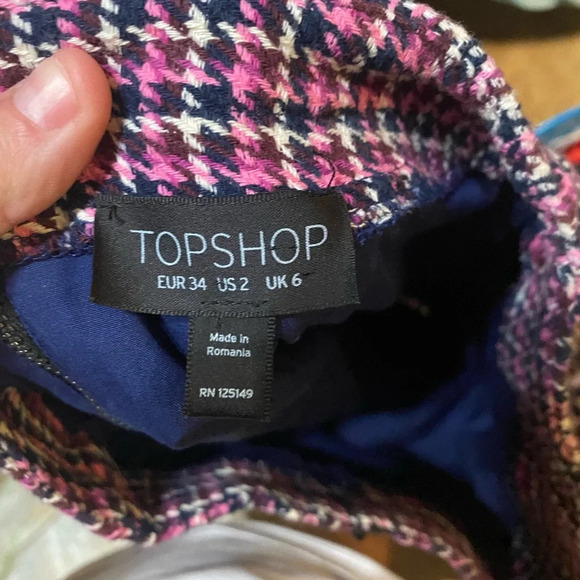 TOPSHOP
EUR 34 US 2 UK 6
Made in
Romania
RN 125149